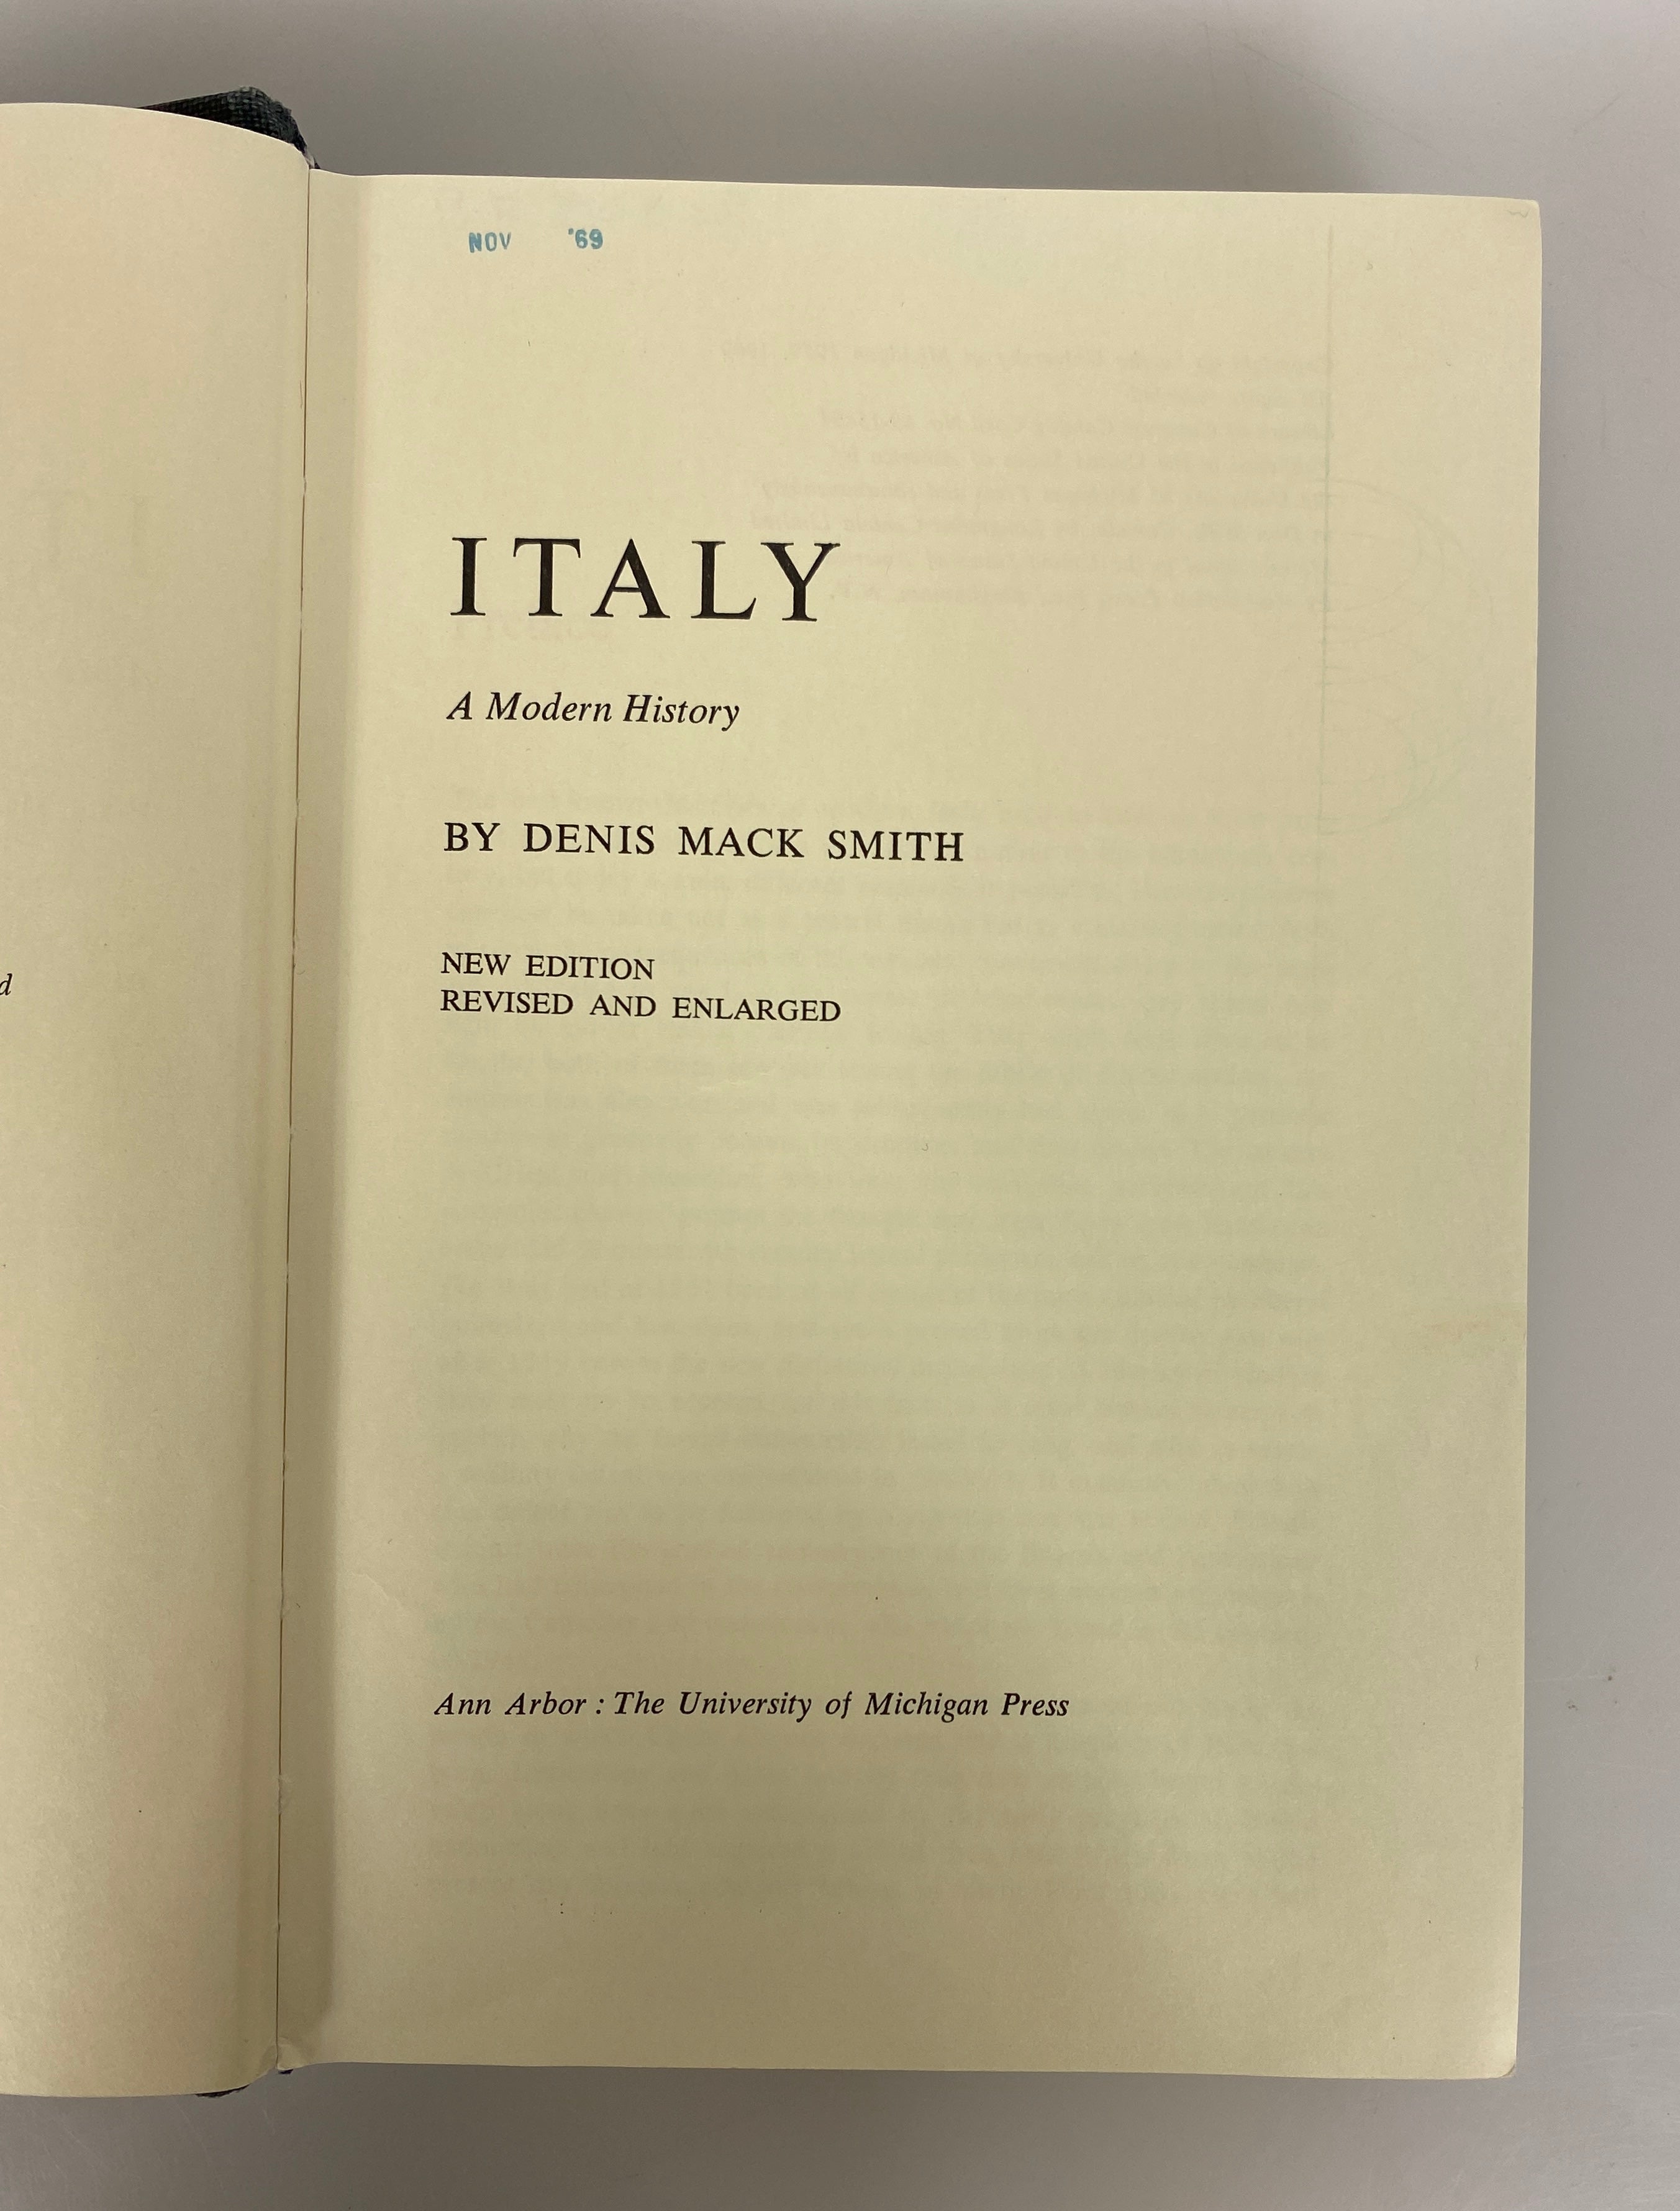 NOV '69
ITALY
A Modern History
BY DENIS MACK SMITH
NEW EDITION
REVISED AND ENLARGED
d
Ann Arbor : The University of Michigan Press